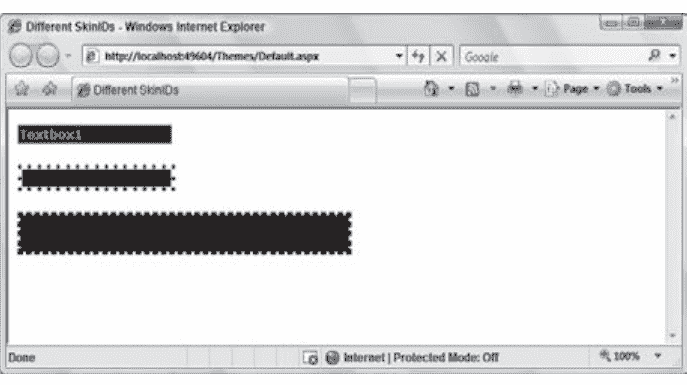 Different SkinIDs - Windows Internet Explorer
http://localhost:49604/Themes/Default.aspx
Google
Different SkinIDs
Page Tools »
Textbox1
Done
Internet | Protected Mode: Off
100%